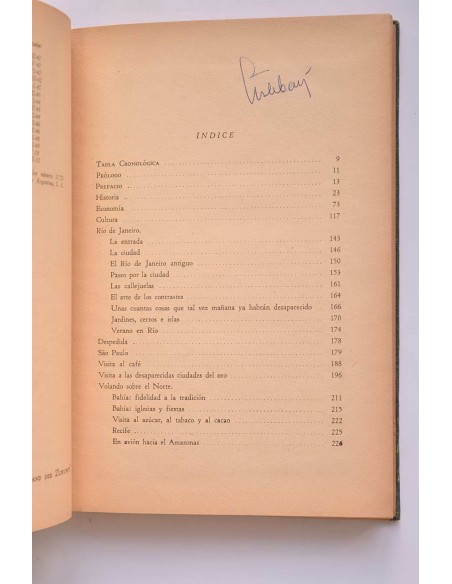 INDICE
TABLA CRONOLÓGICA 9
PRÓLOGO 11
PREFACIO 13
HISTORIA 23
ECONOMÍA 73
CULTURA 117
RÍO DE JANEIRO.
La entrada 143
La ciudad 146
El Río de Janeiro antiguo 150
Paseo por la ciudad 153
Las callejuelas 161
El arte de los contrastes 164
Unas cuantas cosas que tal vez mañana ya habrán desaparecido 166
Jardines, cerros e islas 170
Verano en Río 174
DESPEDIDA 178
SÃO PAULO 179
VISITA AL CAFÉ 188
VISITA A LAS DESAPARECIDAS CIUDADES DEL ORO 196
VOLANDO SOBRE EL NORTE.
Bahía: fidelidad a la tradición 211
Bahía: iglesias y fiestas 215
Visita al azúcar, al tabaco y al cacao 222
Recife 225
En avión hacia el Amazonas 226